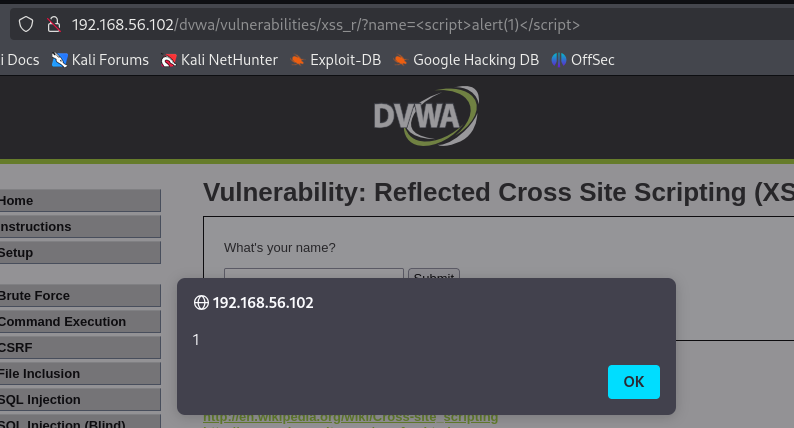 192.168.56.102/dvwa/vulnerabilities/xss_r/?name=<script>alert(1)</script>
i Docs Kali Forums Kali NetHunter Exploit-DB Google Hacking DB OffSec
DVWA
Home
Instructions
Setup
Brute Force
Command Execution
CSRF
File Inclusion
SQL Injection
SQL Injection (Blind)
Vulnerability: Reflected Cross Site Scripting (XS
What's your name?
Submit
192.168.56.102
1
OK
http://en.wikipedia.org/wiki/Cross-site_scripting